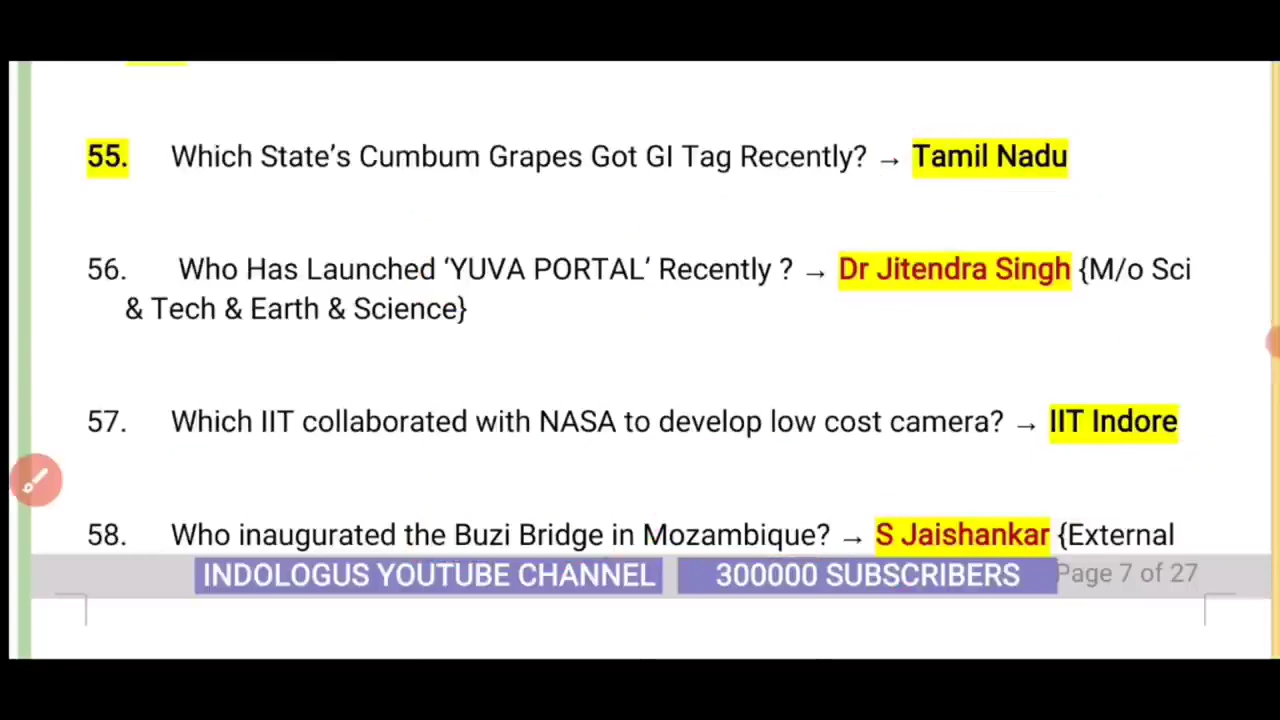 55. Which State's Cumbum Grapes Got GI Tag Recently? → Tamil Nadu
56. Who Has Launched ‘YUVA PORTAL’ Recently ? → Dr Jitendra Singh {M/o Sci
& Tech & Earth & Science}
57. Which IIT collaborated with NASA to develop low cost camera? → IIT Indore
58. Who inaugurated the Buzi Bridge in Mozambique? → S Jaishankar {External
INDOLOGUS YOUTUBE CHANNEL 300000 SUBSCRIBERS Page 7 of 27